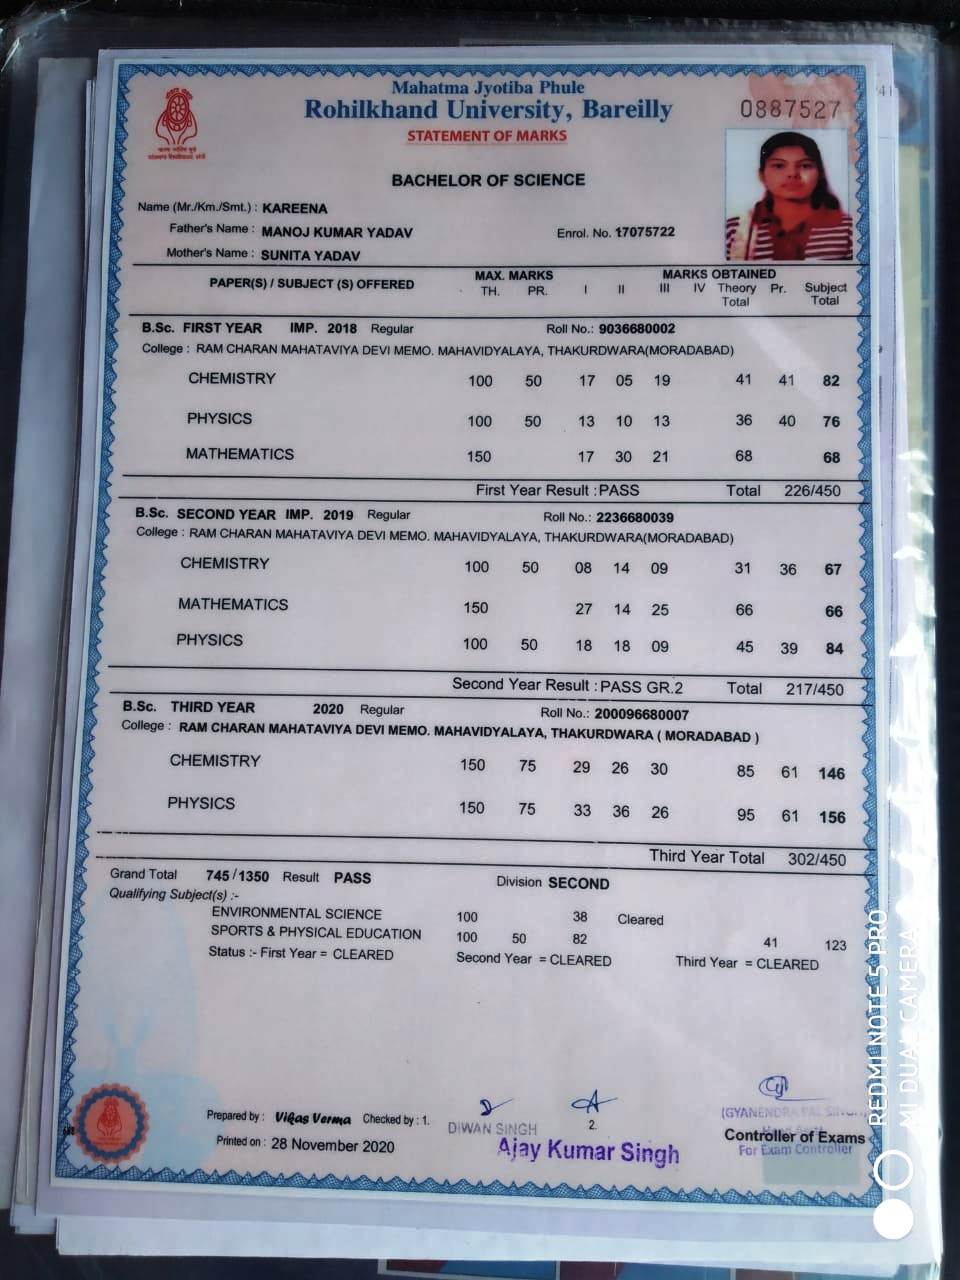 Mahatma Jyotiba Phule
Rohilkhand University, Bareilly
0887527
STATEMENT OF MARKS
BACHELOR OF SCIENCE
Name (Mr./Km./Smt.) : KAREENA
Father's Name : MANOJ KUMAR YADAV Enrol. No. 17075722
Mother's Name : SUNITA YADAV
PAPER(S) / SUBJECT (S) OFFERED MAX. MARKS TH. PR. MARKS OBTAINED I II III IV Theory Total Pr. Subject Total
B.Sc. FIRST YEAR IMP. 2018 Regular Roll No.: 9036680002
College : RAM CHARAN MAHATAVIYA DEVI MEMO. MAHAVIDYALAYA, THAKURDWARA(MORADABAD)
CHEMISTRY 100 50 17 05 19 41 41 82
PHYSICS 100 50 13 10 13 36 40 76
MATHEMATICS 150 17 30 21 68 68
First Year Result : PASS Total 226/450
B.Sc. SECOND YEAR IMP. 2019 Regular Roll No.: 2236680039
College : RAM CHARAN MAHATAVIYA DEVI MEMO. MAHAVIDYALAYA, THAKURDWARA(MORADABAD)
CHEMISTRY 100 50 08 14 09 31 36 67
MATHEMATICS 150 27 14 25 66 66
PHYSICS 100 50 18 18 09 45 39 84
Second Year Result : PASS GR.2 Total 217/450
B.Sc. THIRD YEAR 2020 Regular Roll No.: 200096680007
College : RAM CHARAN MAHATAVIYA DEVI MEMO. MAHAVIDYALAYA, THAKURDWARA ( MORADABAD )
CHEMISTRY 150 75 29 26 30 85 61 146
PHYSICS 150 75 33 36 26 95 61 156
Third Year Total 302/450
Grand Total 745/1350 Result PASS Division SECOND
Qualifying Subject(s) :-
ENVIRONMENTAL SCIENCE 100 38 Cleared
SPORTS & PHYSICAL EDUCATION 100 50 82 41 123
Status :- First Year = CLEARED Second Year = CLEARED Third Year = CLEARED
Prepared by : Vikas Verma Checked by : 1. 2.
DIWAN SINGH
Ajay Kumar Singh
(GYANENDRA PAL SINGH)
Controller of Exams
For Exam Controller
Printed on : 28 November 2020
REDMI NOTE 5 PRO
MI DUAL CAMERA